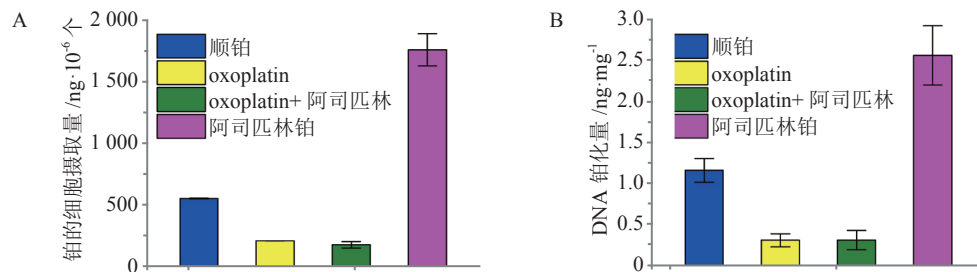 A
铂的细胞摄取量 /ng·10⁻⁶ 个
2 000
1 500
1 000
500
0
顺铂
oxoplatin
oxoplatin+ 阿司匹林
阿司匹林铂
B
DNA 铂化量 /ng·mg⁻¹
3.0
2.5
2.0
1.5
1.0
0.5
0
顺铂
oxoplatin
oxoplatin+ 阿司匹林
阿司匹林铂